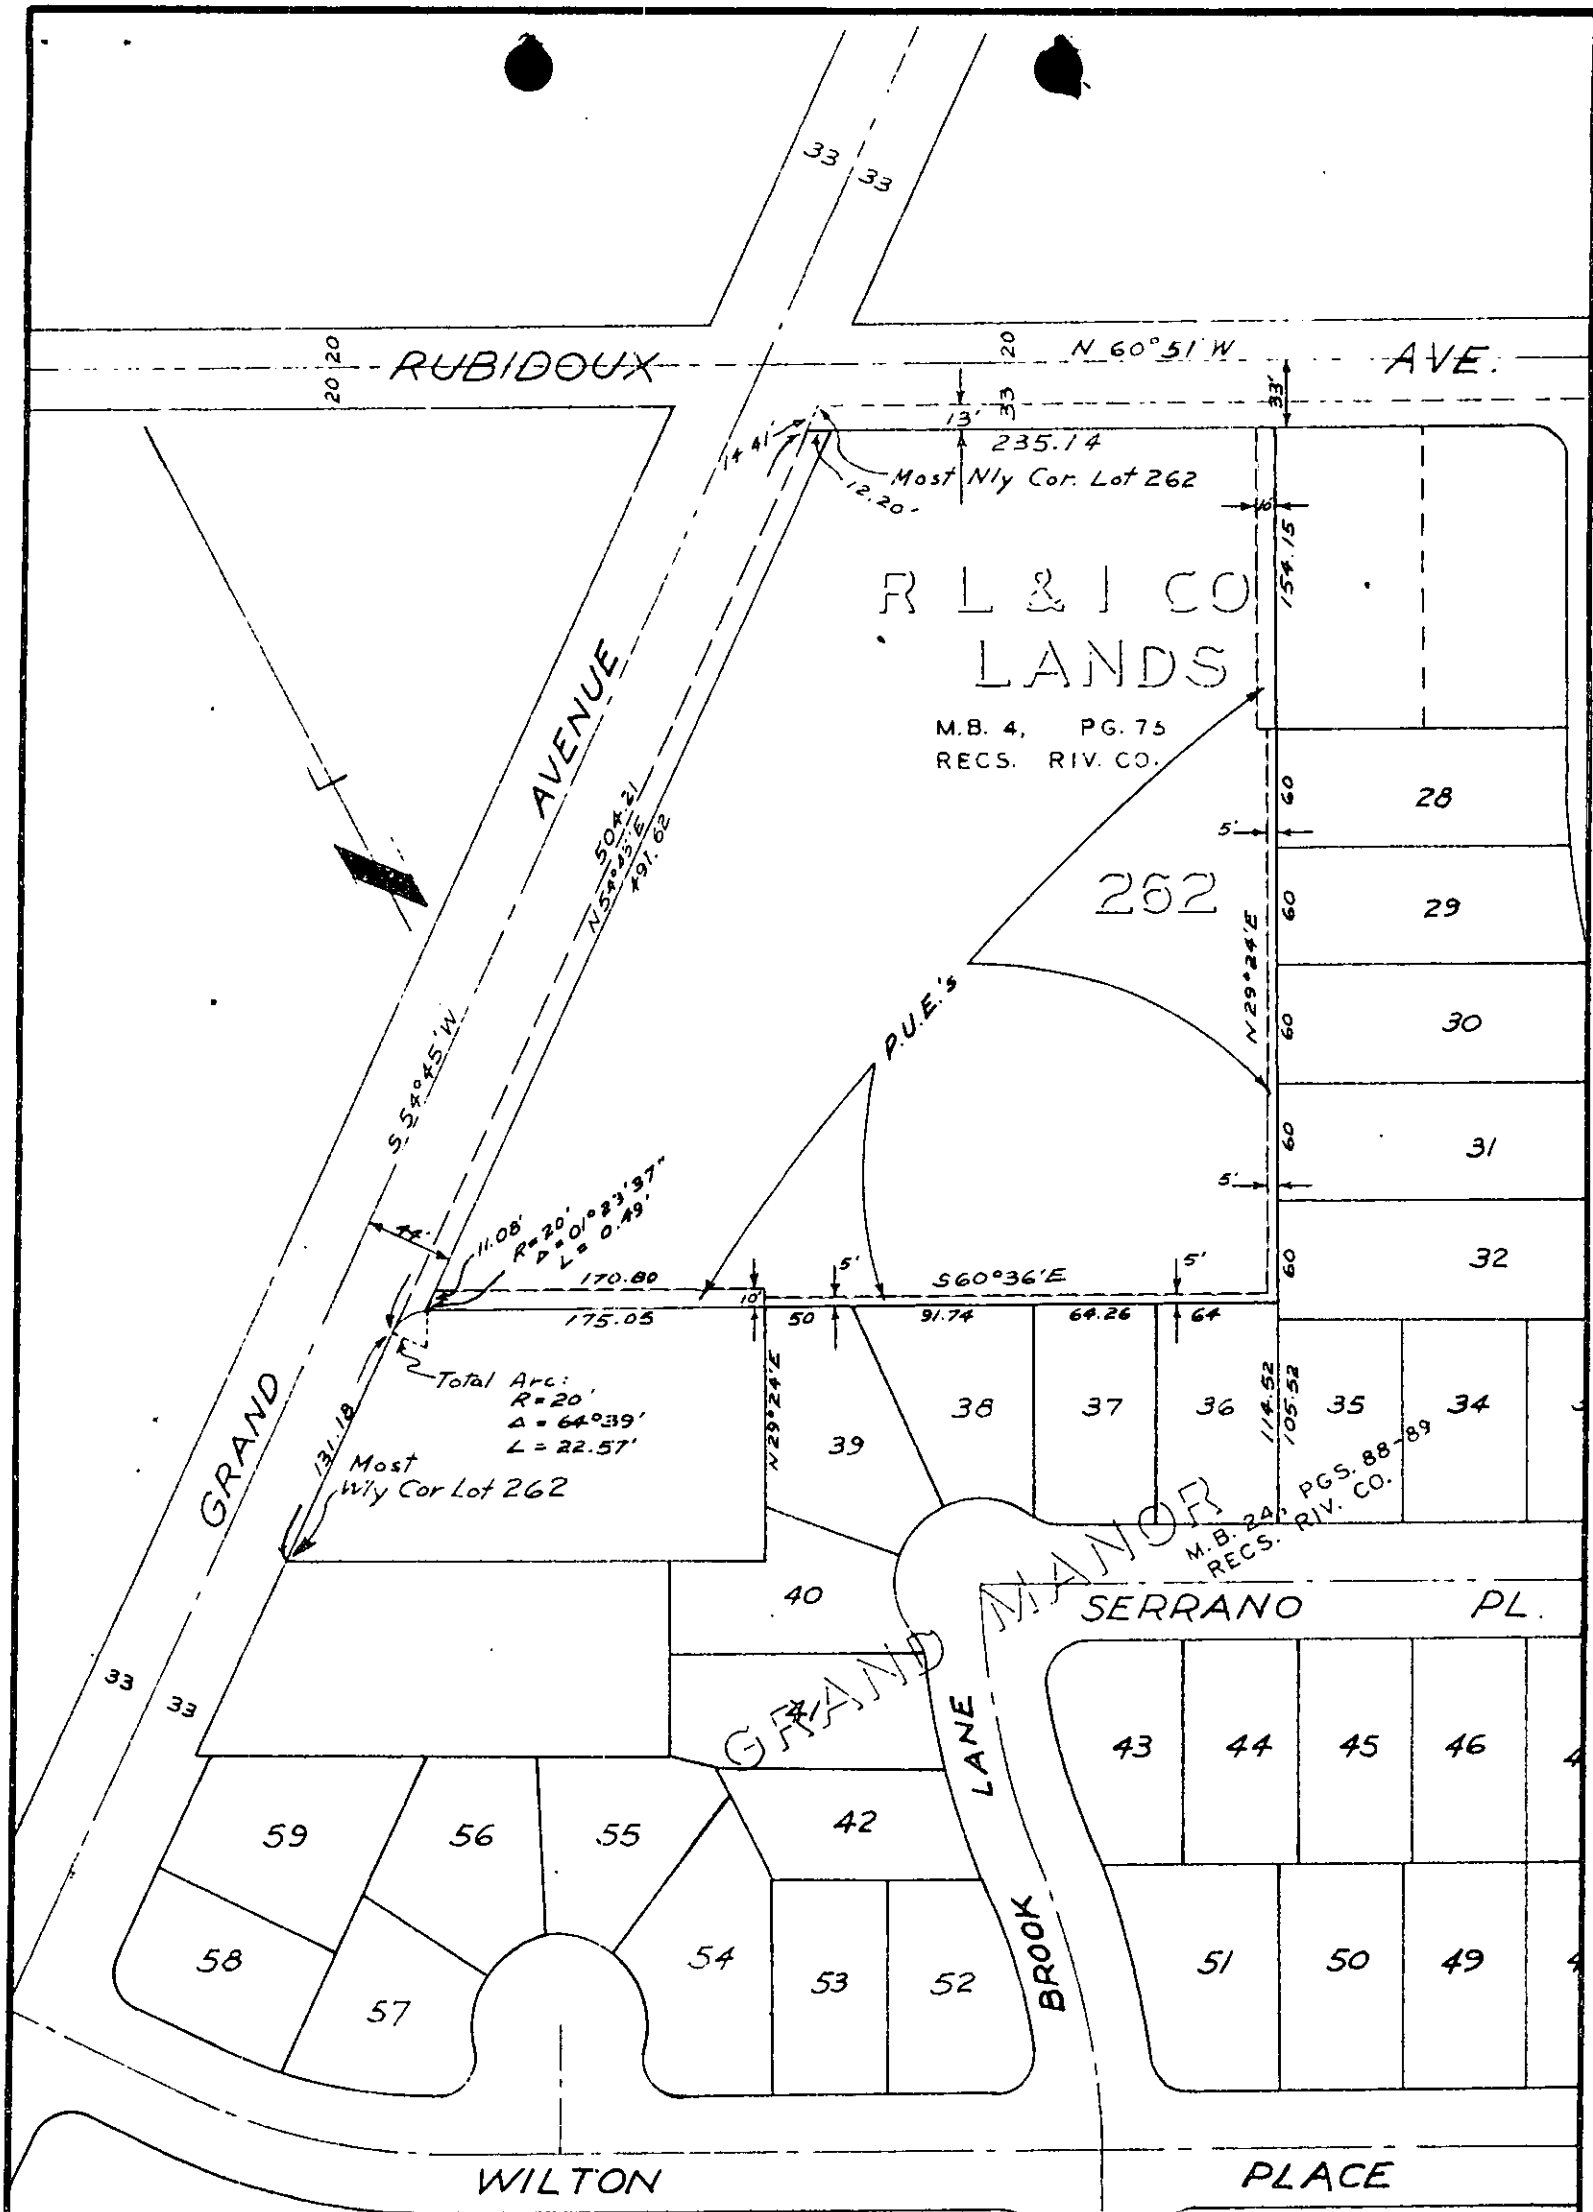 33 33
20 20
RUBIDOUX
20
N 60°51' W
AVE.
20
13'
33
33'
235.14
14.41'
12.20
Most Nly Cor. Lot 262
10'
154.15
R L & I CO
LANDS
M.B. 4, PG. 75
RECS. RIV. CO.
AVENUE
504.21
N 54°45' E
491.62
60
28
5'
262
60
29
N 29°24' E
P.U.E.'s
60
30
S 54°45' W
60
31
5'
44'
11.08'
R = 20'
Δ = 01°23'37"
L = 0.49'
60
32
170.80
10'
5'
S 60°36' E
5'
175.05
50
91.74
64.26
64
Total Arc:
R = 20'
Δ = 64°39'
L = 22.57'
131.18
Most
W'ly Cor Lot 262
GRAND
N 29°24' E
39
38
37
36
114.52
105.52
35
34
GRAND MANOR
M.B. 24, PGS. 88-89
RECS. RIV. CO.
40
SERRANO PL.
33 33
41
LANE
43
44
45
46
59
56
55
42
BROOK
58
57
54
53
52
51
50
49
WILTON PLACE